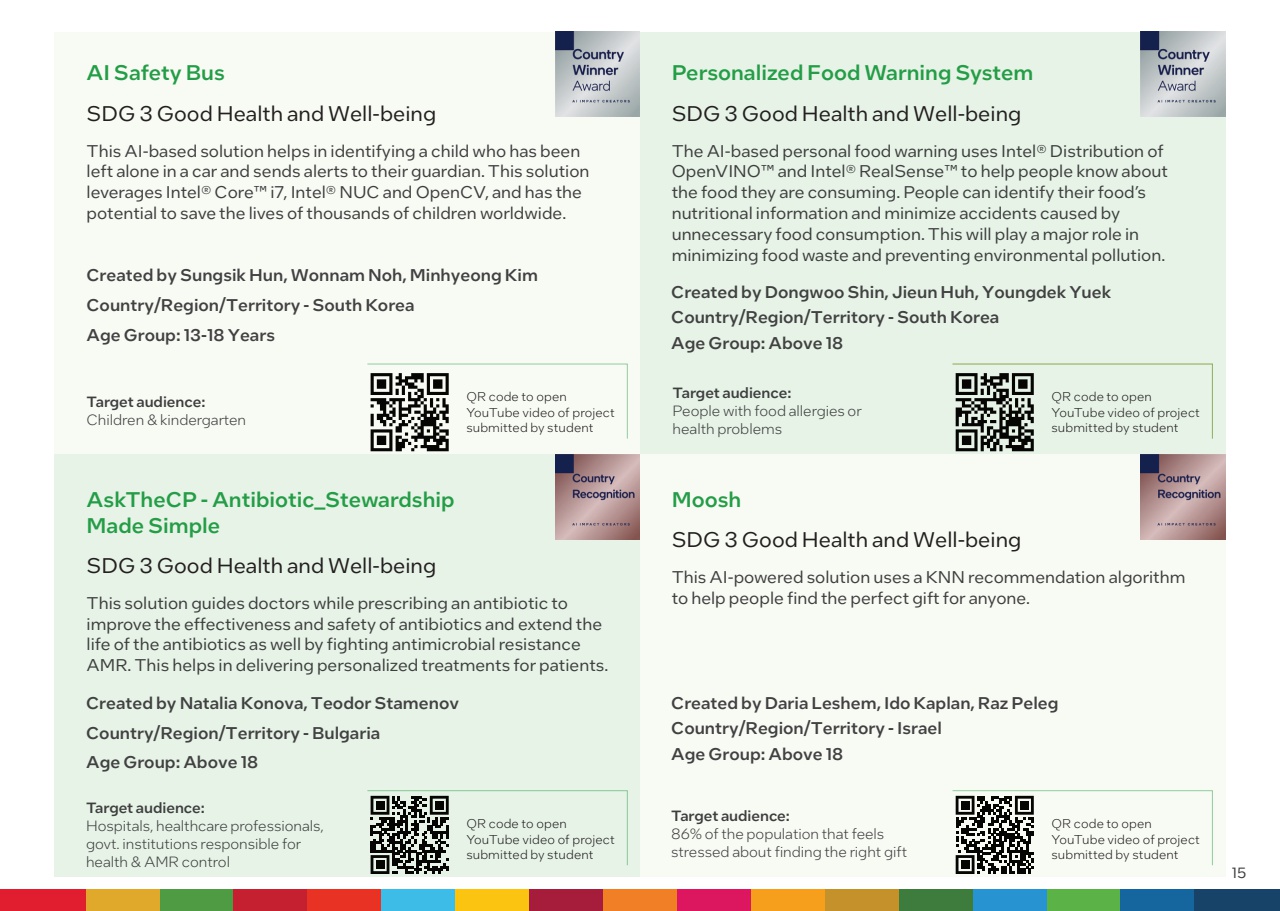 AI Safety Bus
Country
Winner
Award
AI IMPACT CREATORS
SDG 3 Good Health and Well-being
This AI-based solution helps in identifying a child who has been
left alone in a car and sends alerts to their guardian. This solution
leverages Intel® Core™ i7, Intel® NUC and OpenCV, and has the
potential to save the lives of thousands of children worldwide.
Created by Sungsik Hun, Wonnam Noh, Minhyeong Kim
Country/Region/Territory - South Korea
Age Group: 13-18 Years
Target audience:
Children & kindergarten
QR code to open
YouTube video of project
submitted by student
Personalized Food Warning System
Country
Winner
Award
AI IMPACT CREATORS
SDG 3 Good Health and Well-being
The AI-based personal food warning uses Intel® Distribution of
OpenVINO™ and Intel® RealSense™ to help people know about
the food they are consuming. People can identify their food's
nutritional information and minimize accidents caused by
unnecessary food consumption. This will play a major role in
minimizing food waste and preventing environmental pollution.
Created by Dongwoo Shin, Jieun Huh, Youngdek Yuek
Country/Region/Territory - South Korea
Age Group: Above 18
Target audience:
People with food allergies or
health problems
QR code to open
YouTube video of project
submitted by student
AskTheCP - Antibiotic_Stewardship
Made Simple
Country
Recognition
AI IMPACT CREATORS
SDG 3 Good Health and Well-being
This solution guides doctors while prescribing an antibiotic to
improve the effectiveness and safety of antibiotics and extend the
life of the antibiotics as well by fighting antimicrobial resistance
AMR. This helps in delivering personalized treatments for patients.
Created by Natalia Konova, Teodor Stamenov
Country/Region/Territory - Bulgaria
Age Group: Above 18
Target audience:
Hospitals, healthcare professionals,
govt. institutions responsible for
health & AMR control
QR code to open
YouTube video of project
submitted by student
Moosh
Country
Recognition
AI IMPACT CREATORS
SDG 3 Good Health and Well-being
This AI-powered solution uses a KNN recommendation algorithm
to help people find the perfect gift for anyone.
Created by Daria Leshem, Ido Kaplan, Raz Peleg
Country/Region/Territory - Israel
Age Group: Above 18
Target audience:
86% of the population that feels
stressed about finding the right gift
QR code to open
YouTube video of project
submitted by student
15